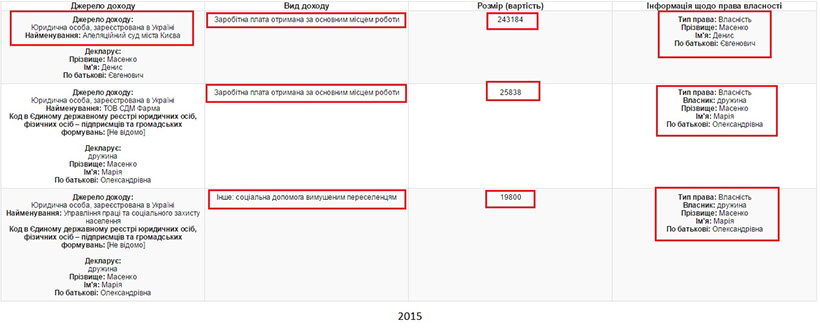 Джерело доходу
Вид доходу
Розмір (вартість)
Інформація щодо права власності
Джерело доходу:
Юридична особа, зареєстрована в Україні
Найменування: Апеляційний суд міста Києва
Декларує:
Прізвище: Масенко
Ім'я: Денис
По батькові: Євгенович
Заробітна плата отримана за основним місцем роботи
243184
Тип права: Власність
Прізвище: Масенко
Ім'я: Денис
По батькові: Євгенович
Джерело доходу:
Юридична особа, зареєстрована в Україні
Найменування: ТОВ СДМ Фарма
Код в Єдиному державному реєстрі юридичних осіб,
фізичних осіб – підприємців та громадських
формувань: [Не відомо]
Декларує:
дружина
Прізвище: Масенко
Ім'я: Марія
По батькові: Олександрівна
Заробітна плата отримана за основним місцем роботи
25838
Тип права: Власність
Власник: дружина
Прізвище: Масенко
Ім'я: Марія
По батькові: Олександрівна
Джерело доходу:
Юридична особа, зареєстрована в Україні
Найменування: Управління праці та соціального захисту
населення
Код в Єдиному державному реєстрі юридичних осіб,
фізичних осіб – підприємців та громадських
формувань: [Не відомо]
Декларує:
дружина
Прізвище: Масенко
Ім'я: Марія
По батькові: Олександрівна
Інше: соціальна допомога вимушеним переселенцям
19800
Тип права: Власність
Власник: дружина
Прізвище: Масенко
Ім'я: Марія
По батькові: Олександрівна
2015